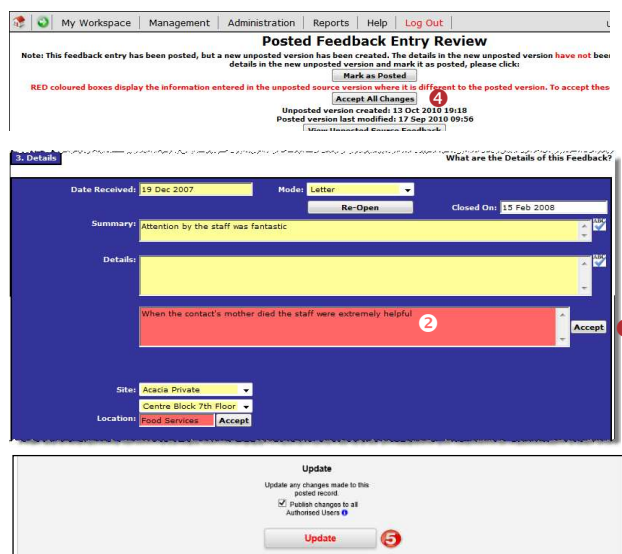 My Workspace | Management | Administration | Reports | Help | Log Out |
Posted Feedback Entry Review
Note: This feedback entry has been posted, but a new unposted version has been created. The details in the new unposted version have not been
details in the new unposted version and mark it as posted, please click:
Mark as Posted
RED coloured boxes display the information entered in the unposted source version where it is different to the posted version. To accept these
Accept All Changes 4
Unposted version created: 13 Oct 2010 19:18
Posted version last modified: 17 Sep 2010 09:56
View Unposted Source Feedback
3. Details What are the Details of this Feedback?
Date Received: 19 Dec 2007 Mode: Letter
Re-Open Closed On: 15 Feb 2008
Summary: Attention by the staff was fantastic ABC
Details: ABC
When the contact's mother died the staff were extremely helpful 2
Accept
Site: Acacia Private
Centre Block 7th Floor
Location: Food Services Accept
Update
Update any changes made to this
posted record.
Publish changes to all
Authorised Users
Update 5